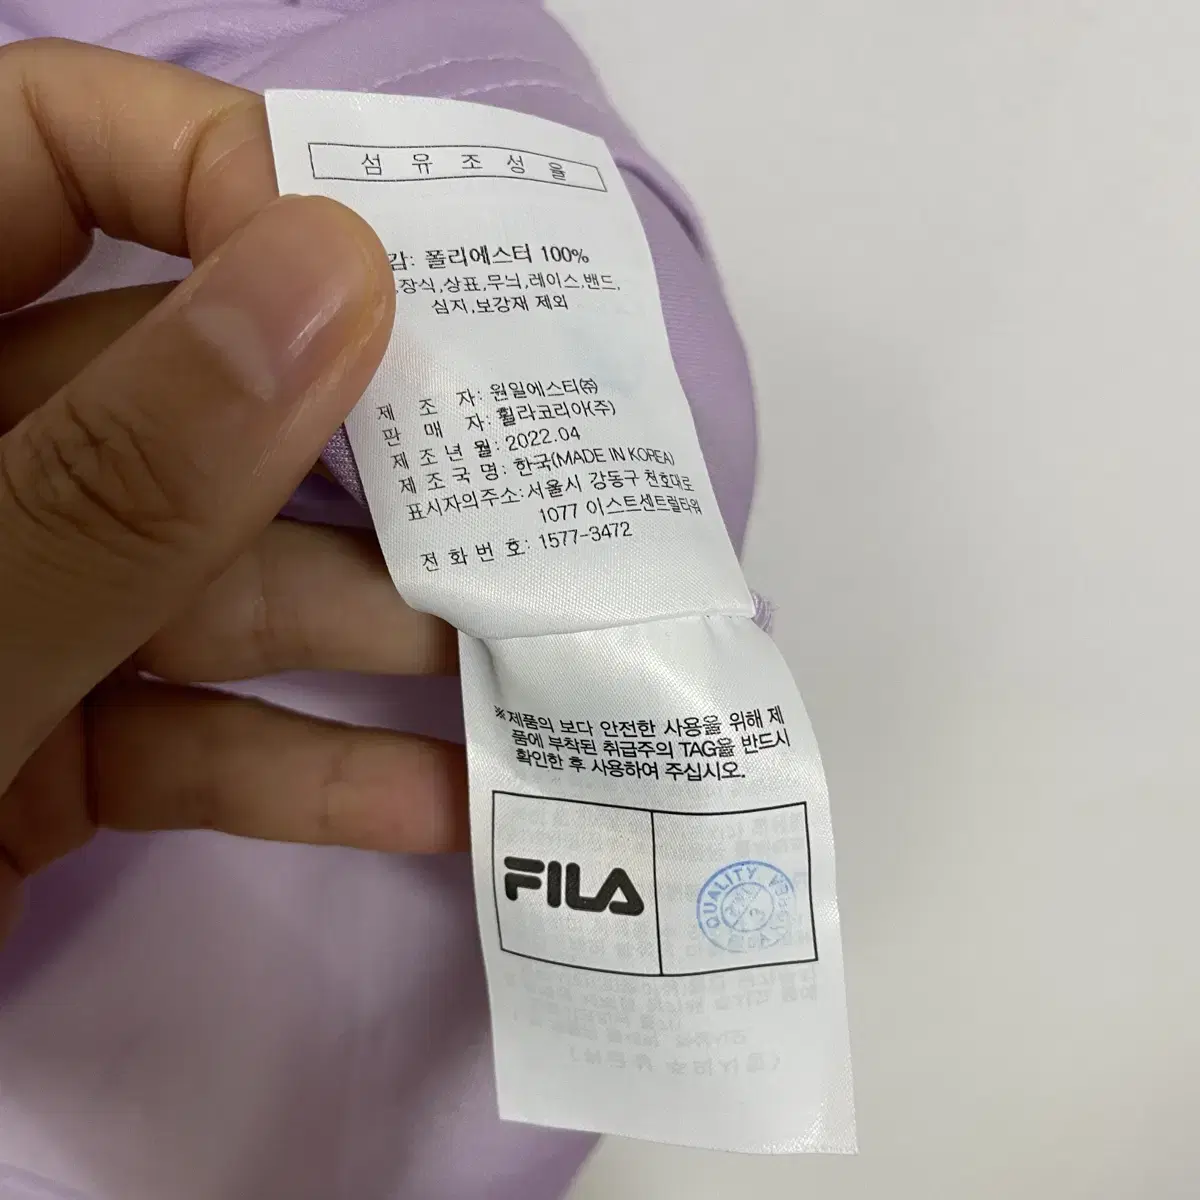 섬 유 조 성 율
감: 폴리에스터 100%
,장식,상표,무늬,레이스,밴드,
심지,보강재 제외
제 조 자: 원일에스티㈜
판 매 자: 휠라코리아(주)
제 조 년 월: 2022.04
제 조 국 명: 한국(MADE IN KOREA)
표시자의주소: 서울시 강동구 천호대로
1077 이스트센트럴타워
전 화 번 호: 1577-3472
※제품의 보다 안전한 사용을 위해 제
품에 부착된 취급주의 TAG을 반드시
확인한 후 사용하여 주십시오.
FILA
QUALITY